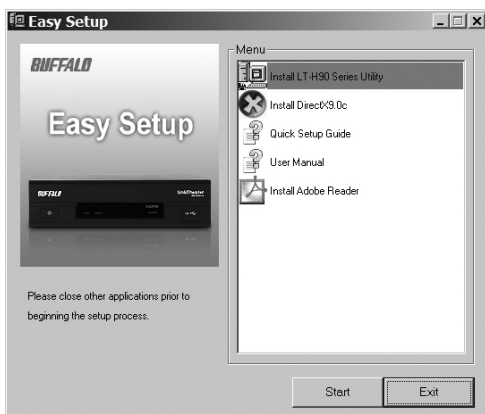 Easy Setup
BUFFALO
Easy Setup
BUFFALO
LinkTheater
HDMI
Please close other applications prior to
beginning the setup process.
Menu
Install LT-H90 Series Utility
Install DirectX9.0c
Quick Setup Guide
User Manual
Install Adobe Reader
Start
Exit